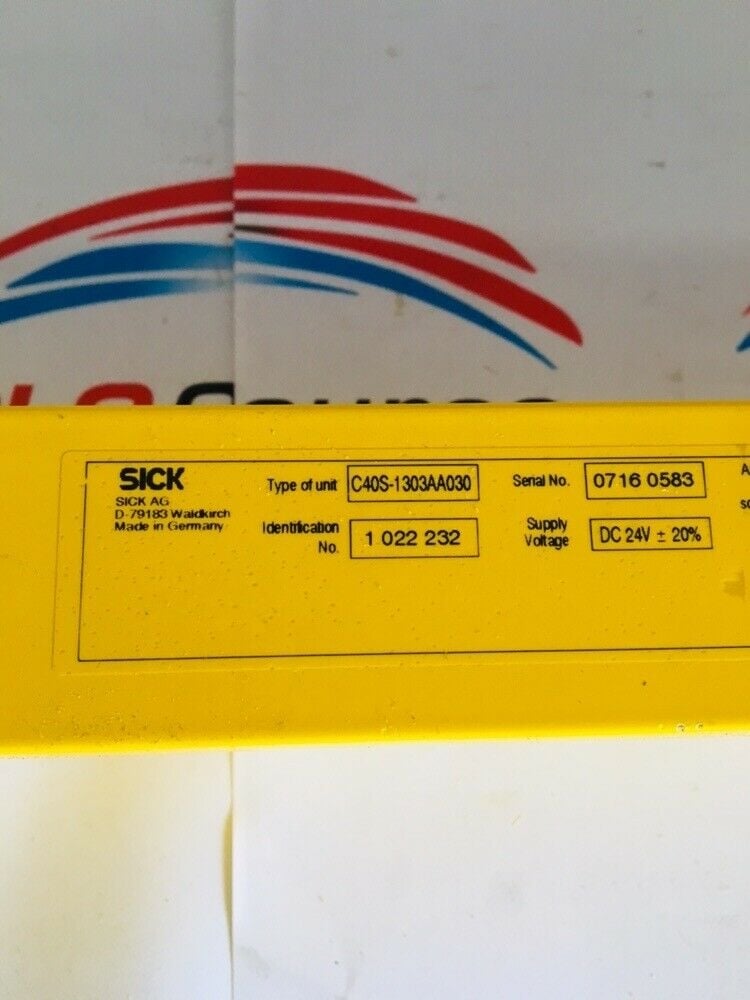 SICK
SICK AG
D-79183 Waldkirch
Made in Germany
Type of unit C40S-1303AA030
Identification No. 1 022 232
Serial No. 0716 0583
Supply Voltage DC 24V ± 20%